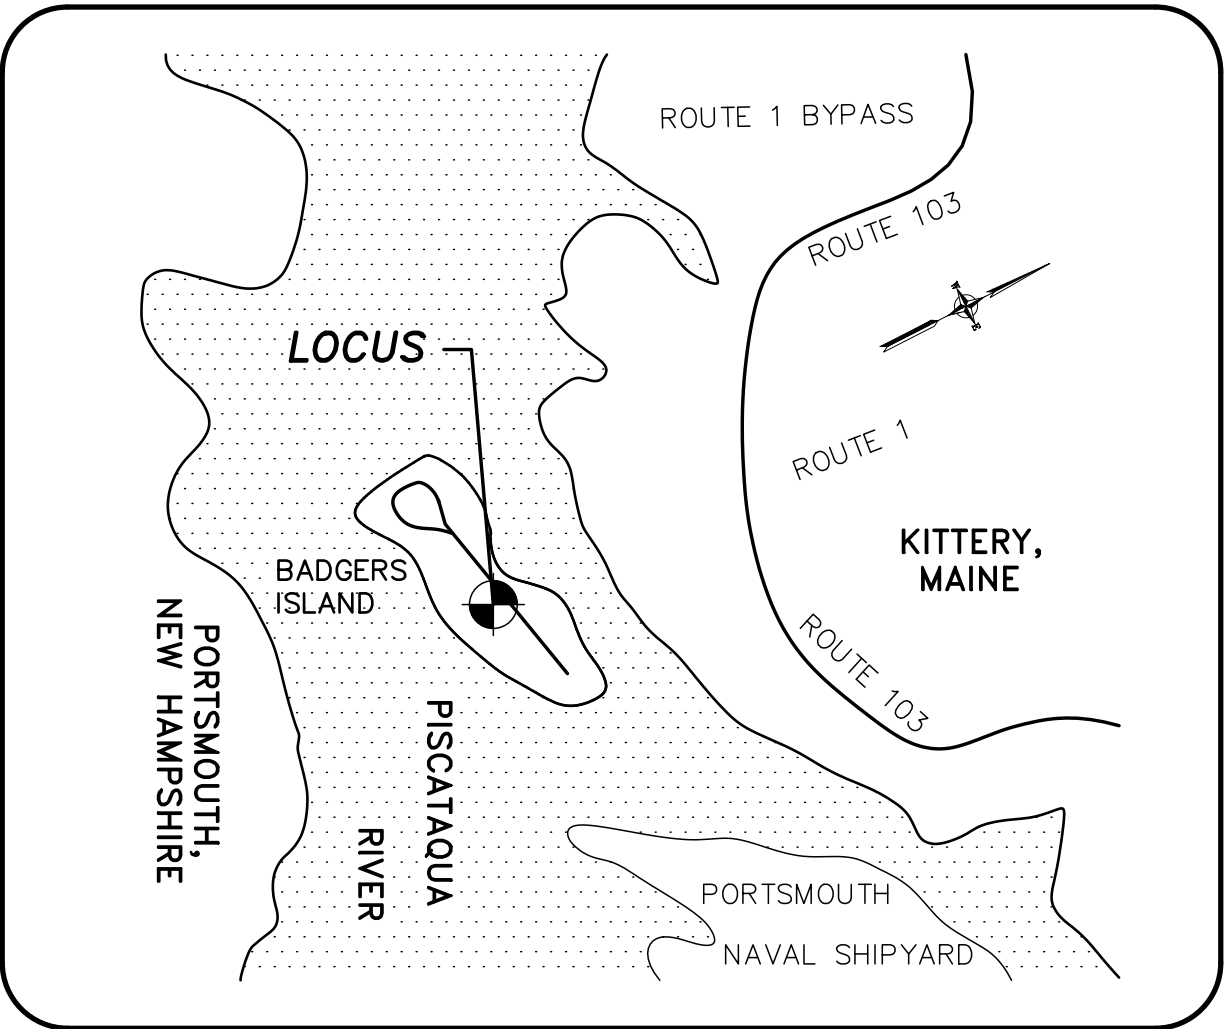 ROUTE 1 BYPASS
ROUTE 103
LOCUS
ROUTE 1
KITTERY,
MAINE
BADGERS
ISLAND
PORTSMOUTH,
NEW HAMPSHIRE
ROUTE 103
PISCATAQUA
RIVER
PORTSMOUTH
NAVAL SHIPYARD